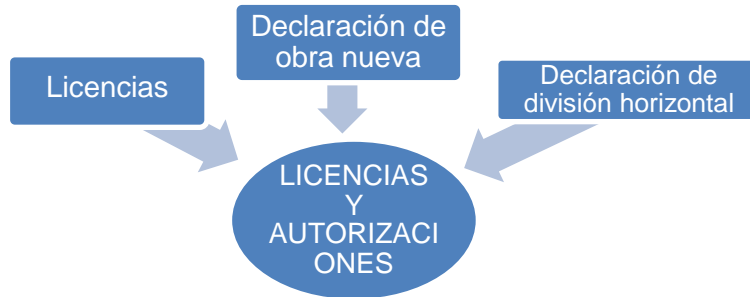 Declaración de
obra nueva
Licencias
Declaración de
división horizontal
LICENCIAS
Y
AUTORIZACI
ONES